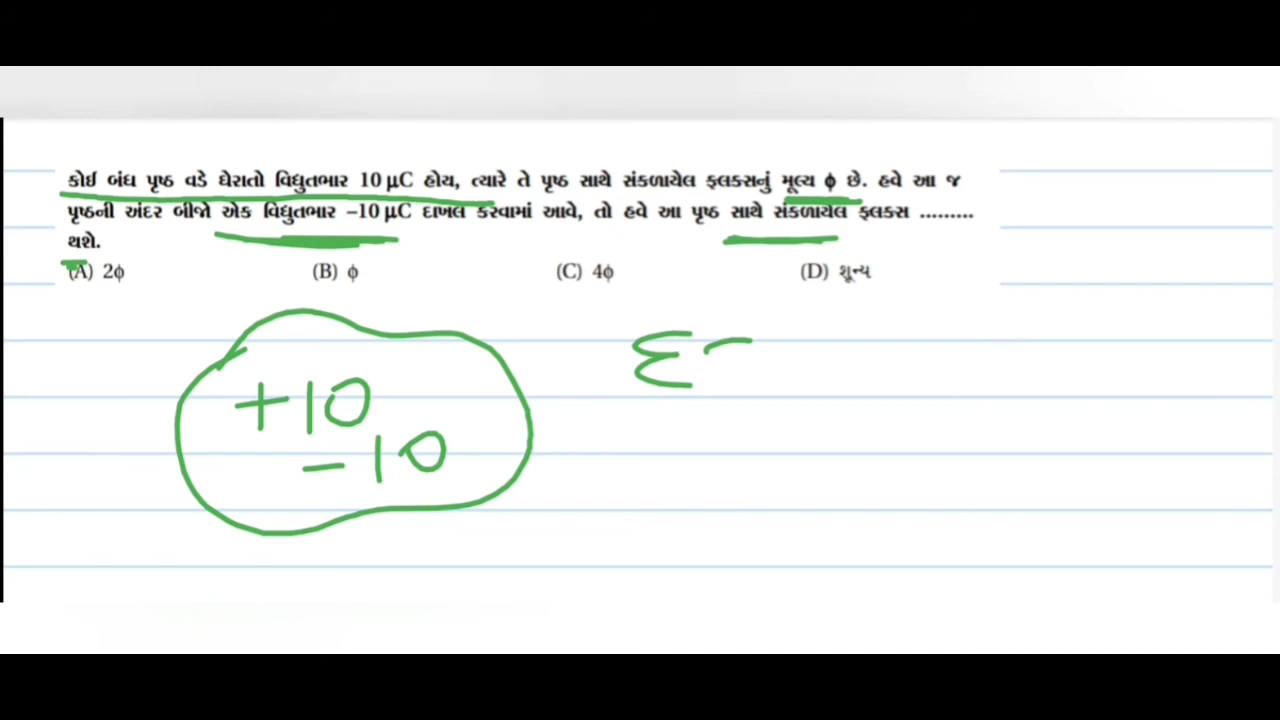 કોઈ બંધ પૃષ્ઠ વડે ઘેરાતો વિદ્યુતભાર 10 µC હોય, ત્યારે તે પૃષ્ઠ સાથે સંકળાયેલ ફ્લક્સનું મૂલ્ય ϕ છે. હવે આ જ
પૃષ્ઠની અંદર બીજો એક વિદ્યુતભાર –10 µC દાખલ કરવામાં આવે, તો હવે આ પૃષ્ઠ સાથે સંકળાયેલ ફ્લક્સ .........
થશે.
(A) 2ϕ (B) ϕ (C) 4ϕ (D) શૂન્ય
+10
–10
Σ